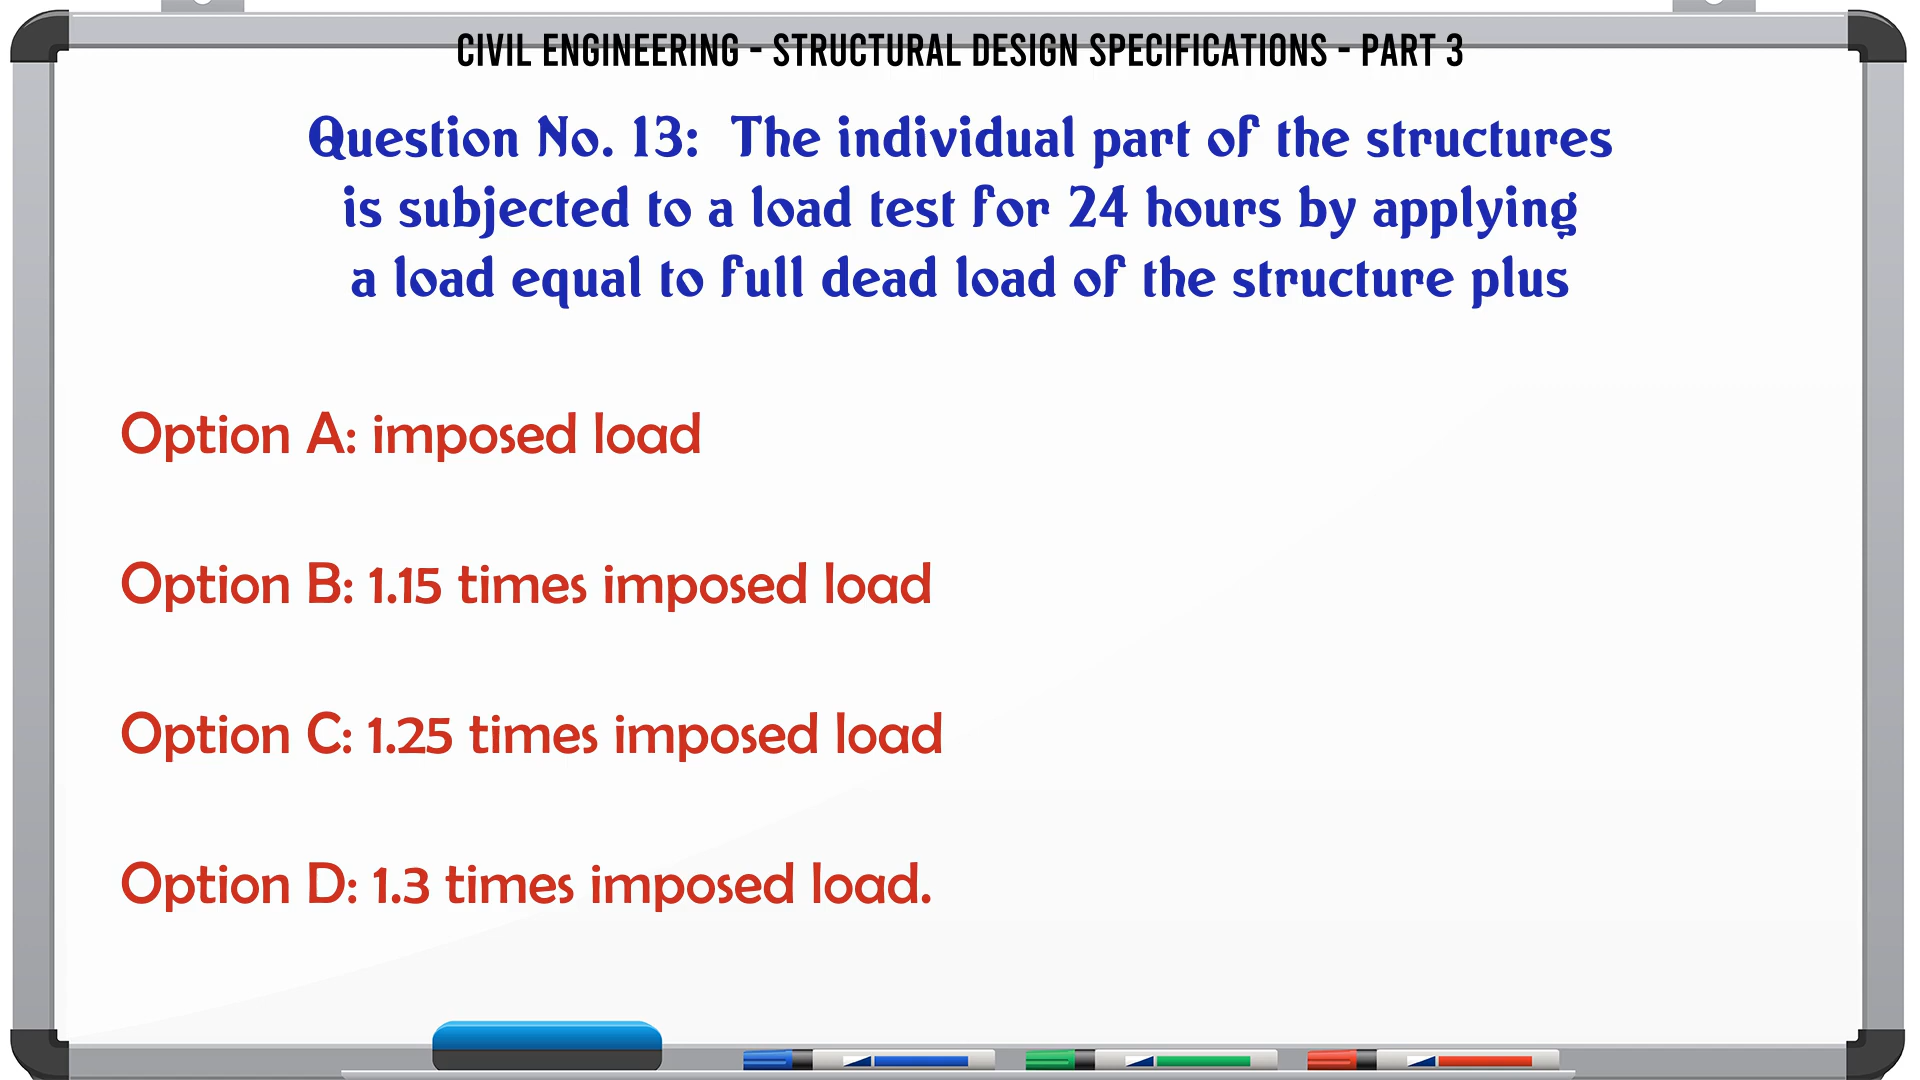 CIVIL ENGINEERING - STRUCTURAL DESIGN SPECIFICATIONS - PART 3
Question No. 13: The individual part of the structures
is subjected to a load test for 24 hours by applying
a load equal to full dead load of the structure plus
Option A: imposed load
Option B: 1.15 times imposed load
Option C: 1.25 times imposed load
Option D: 1.3 times imposed load.